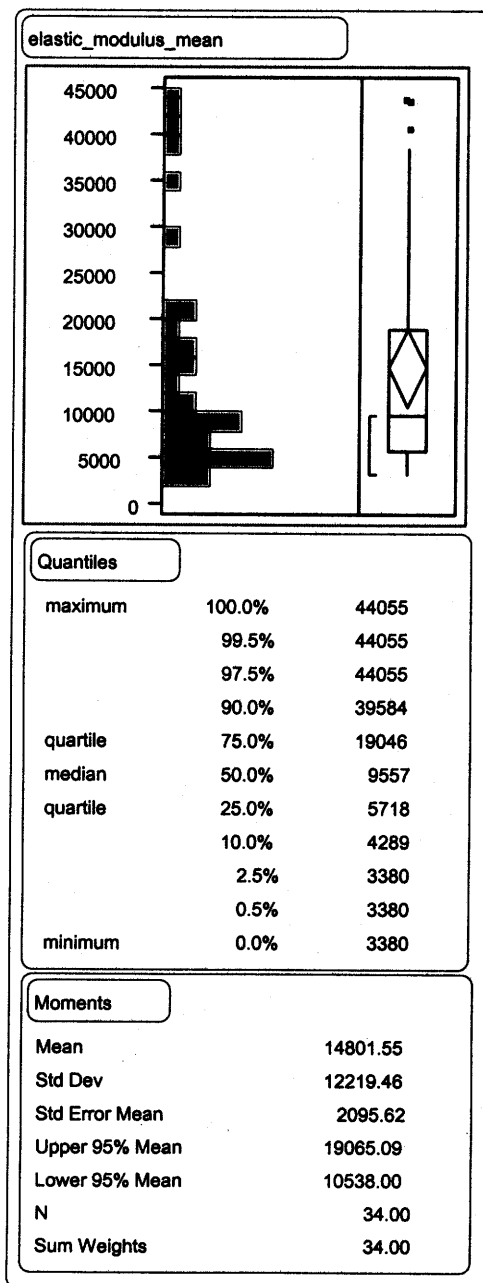 elastic_modulus_mean
45000
40000
35000
30000
25000
20000
15000
10000
5000
0
Quantiles
maximum 100.0% 44055
99.5% 44055
97.5% 44055
90.0% 39584
quartile 75.0% 19046
median 50.0% 9557
quartile 25.0% 5718
10.0% 4289
2.5% 3380
0.5% 3380
minimum 0.0% 3380
Moments
Mean 14801.55
Std Dev 12219.46
Std Error Mean 2095.62
Upper 95% Mean 19065.09
Lower 95% Mean 10538.00
N 34.00
Sum Weights 34.00